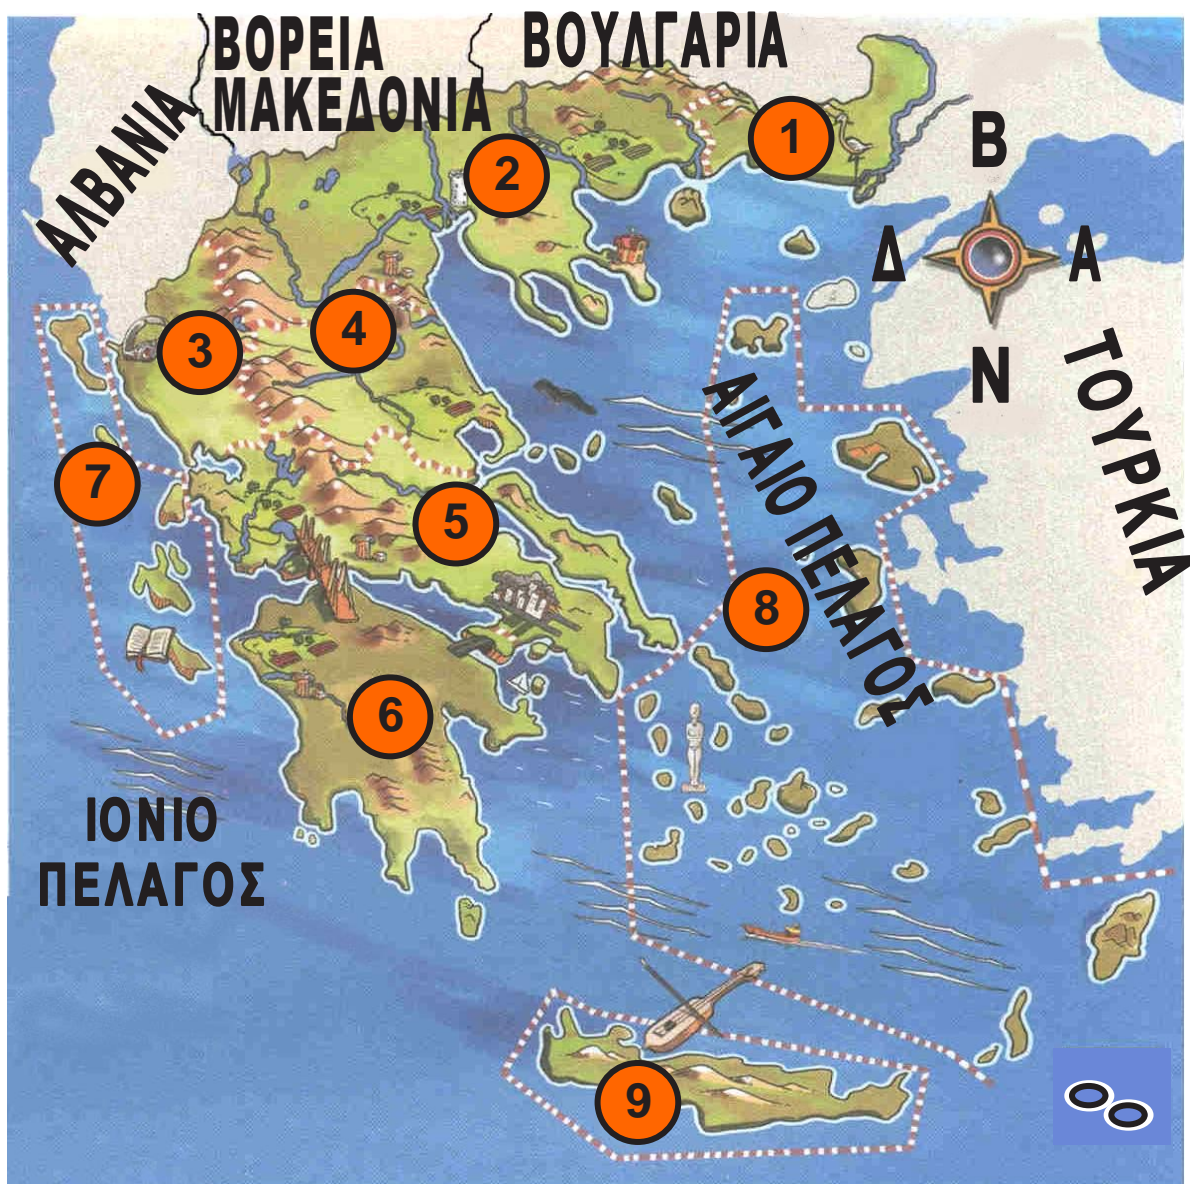 ΒΟΡΕΙΑ
ΜΑΚΕΔΟΝΙΑ
ΒΟΥΛΓΑΡΙΑ
ΑΛΒΑΝΙΑ
Β
Δ
Α
Ν
ΤΟΥΡΚΙΑ
ΑΙΓΑΙΟ ΠΕΛΑΓΟΣ
ΙΟΝΙΟ
ΠΕΛΑΓΟΣ
1
2
3
4
5
6
7
8
9